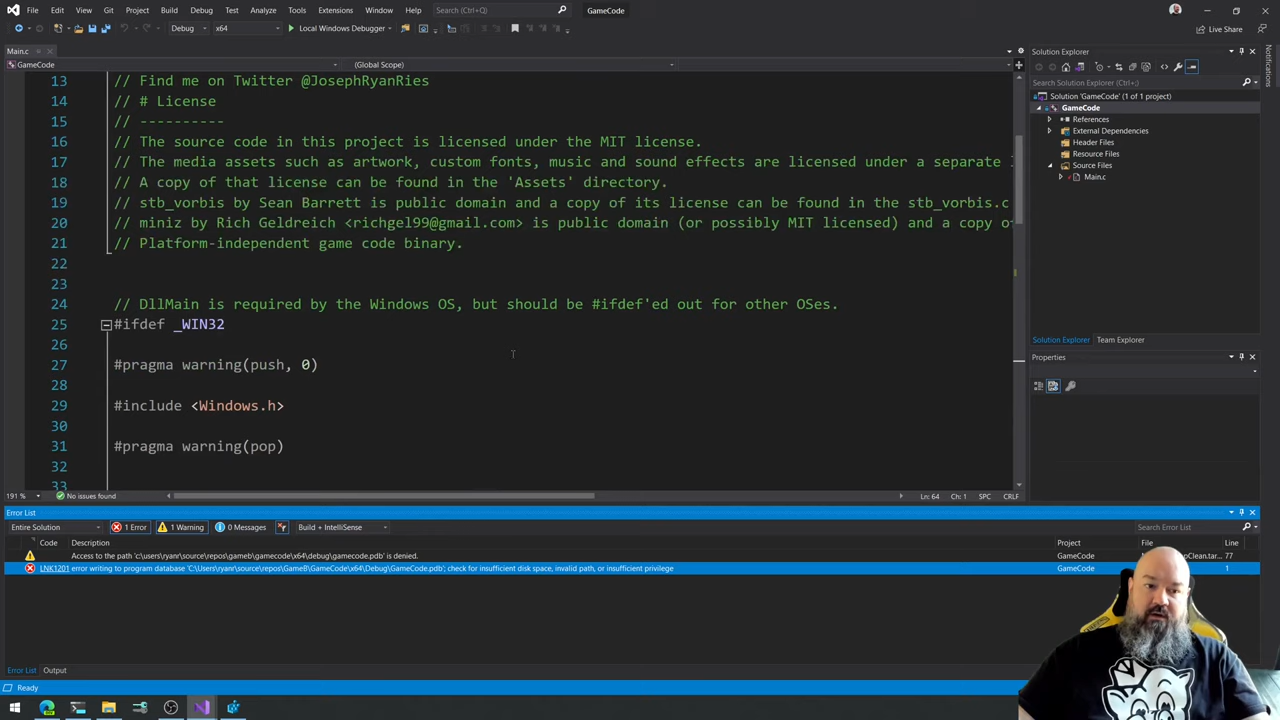 File Edit View Git Project Build Debug Test Analyze Tools Extensions Window Help Search (Ctrl+Q) GameCode
Debug x64 Local Windows Debugger Live Share
Main.c
GameCode (Global Scope)
13 // Find me on Twitter @JosephRyanRies
14 // # License
15 // ----------
16 // The source code in this project is licensed under the MIT license.
17 // The media assets such as artwork, custom fonts, music and sound effects are licensed under a separate l
18 // A copy of that license can be found in the 'Assets' directory.
19 // stb_vorbis by Sean Barrett is public domain and a copy of its license can be found in the stb_vorbis.c
20 // miniz by Rich Geldreich <richgel99@gmail.com> is public domain (or possibly MIT licensed) and a copy of
21 // Platform-independent game code binary.
22
23
24 // DllMain is required by the Windows OS, but should be #ifdef'ed out for other OSes.
25 #ifdef _WIN32
26
27 #pragma warning(push, 0)
28
29 #include <Windows.h>
30
31 #pragma warning(pop)
32
33
191 % No issues found Ln: 64 Ch: 1 SPC CRLF
Solution Explorer
Search Solution Explorer (Ctrl+;)
Solution 'GameCode' (1 of 1 project)
GameCode
References
External Dependencies
Header Files
Resource Files
Source Files
Main.c
Solution Explorer Team Explorer
Properties
Notifications
Error List
Entire Solution 1 Error 1 Warning 0 Messages Build + IntelliSense Search Error List
Code Description Project File Line
Access to the path 'c:\users\ryanr\source\repos\gameb\gamecode\x64\debug\gamecode.pdb' is denied. GameCode 77
LNK1201 error writing to program database 'C:\Users\ryanr\source\repos\GameB\GameCode\x64\Debug\GameCode.pdb'; check for insufficient disk space, invalid path, or insufficient privilege GameCode 1
Error List Output
Ready